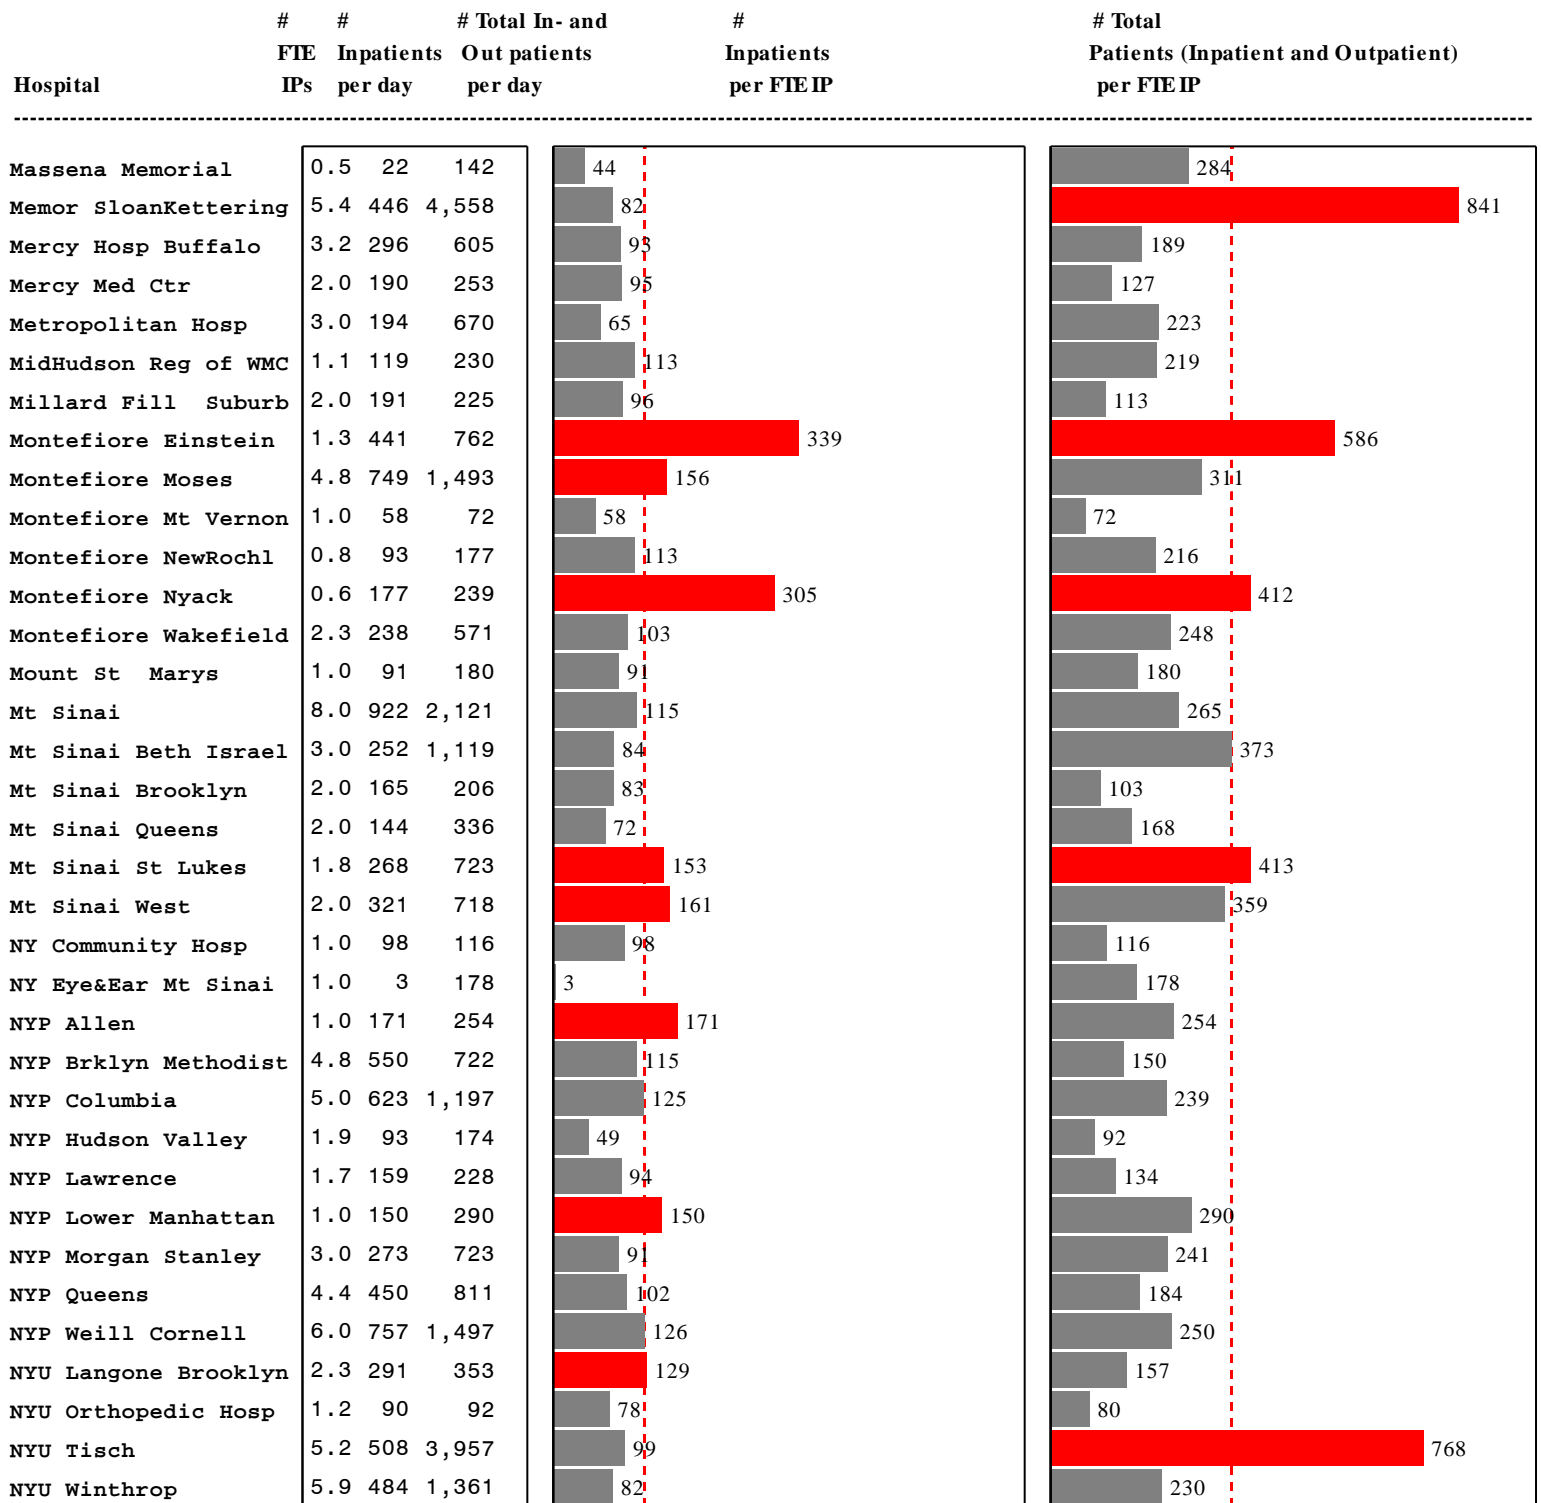 # # # Total In- and # # Total
FTE Inpatients Out patients Inpatients Patients (Inpatient and Outpatient)
Hospital IPs per day per day per FTE IP per FTE IP
Massena Memorial 0.5 22 142 44 284
Memor SloanKettering 5.4 446 4,558 82 841
Mercy Hosp Buffalo 3.2 296 605 93 189
Mercy Med Ctr 2.0 190 253 95 127
Metropolitan Hosp 3.0 194 670 65 223
MidHudson Reg of WMC 1.1 119 230 113 219
Millard Fill Suburb 2.0 191 225 96 113
Montefiore Einstein 1.3 441 762 339 586
Montefiore Moses 4.8 749 1,493 156 311
Montefiore Mt Vernon 1.0 58 72 58 72
Montefiore NewRochl 0.8 93 177 113 216
Montefiore Nyack 0.6 177 239 305 412
Montefiore Wakefield 2.3 238 571 103 248
Mount St Marys 1.0 91 180 91 180
Mt Sinai 8.0 922 2,121 115 265
Mt Sinai Beth Israel 3.0 252 1,119 84 373
Mt Sinai Brooklyn 2.0 165 206 83 103
Mt Sinai Queens 2.0 144 336 72 168
Mt Sinai St Lukes 1.8 268 723 153 413
Mt Sinai West 2.0 321 718 161 359
NY Community Hosp 1.0 98 116 98 116
NY Eye&Ear Mt Sinai 1.0 3 178 3 178
NYP Allen 1.0 171 254 171 254
NYP Brklyn Methodist 4.8 550 722 115 150
NYP Columbia 5.0 623 1,197 125 239
NYP Hudson Valley 1.9 93 174 49 92
NYP Lawrence 1.7 159 228 94 134
NYP Lower Manhattan 1.0 150 290 150 290
NYP Morgan Stanley 3.0 273 723 91 241
NYP Queens 4.4 450 811 102 184
NYP Weill Cornell 6.0 757 1,497 126 250
NYU Langone Brooklyn 2.3 291 353 129 157
NYU Orthopedic Hosp 1.2 90 92 78 80
NYU Tisch 5.2 508 3,957 99 768
NYU Winthrop 5.9 484 1,361 82 230